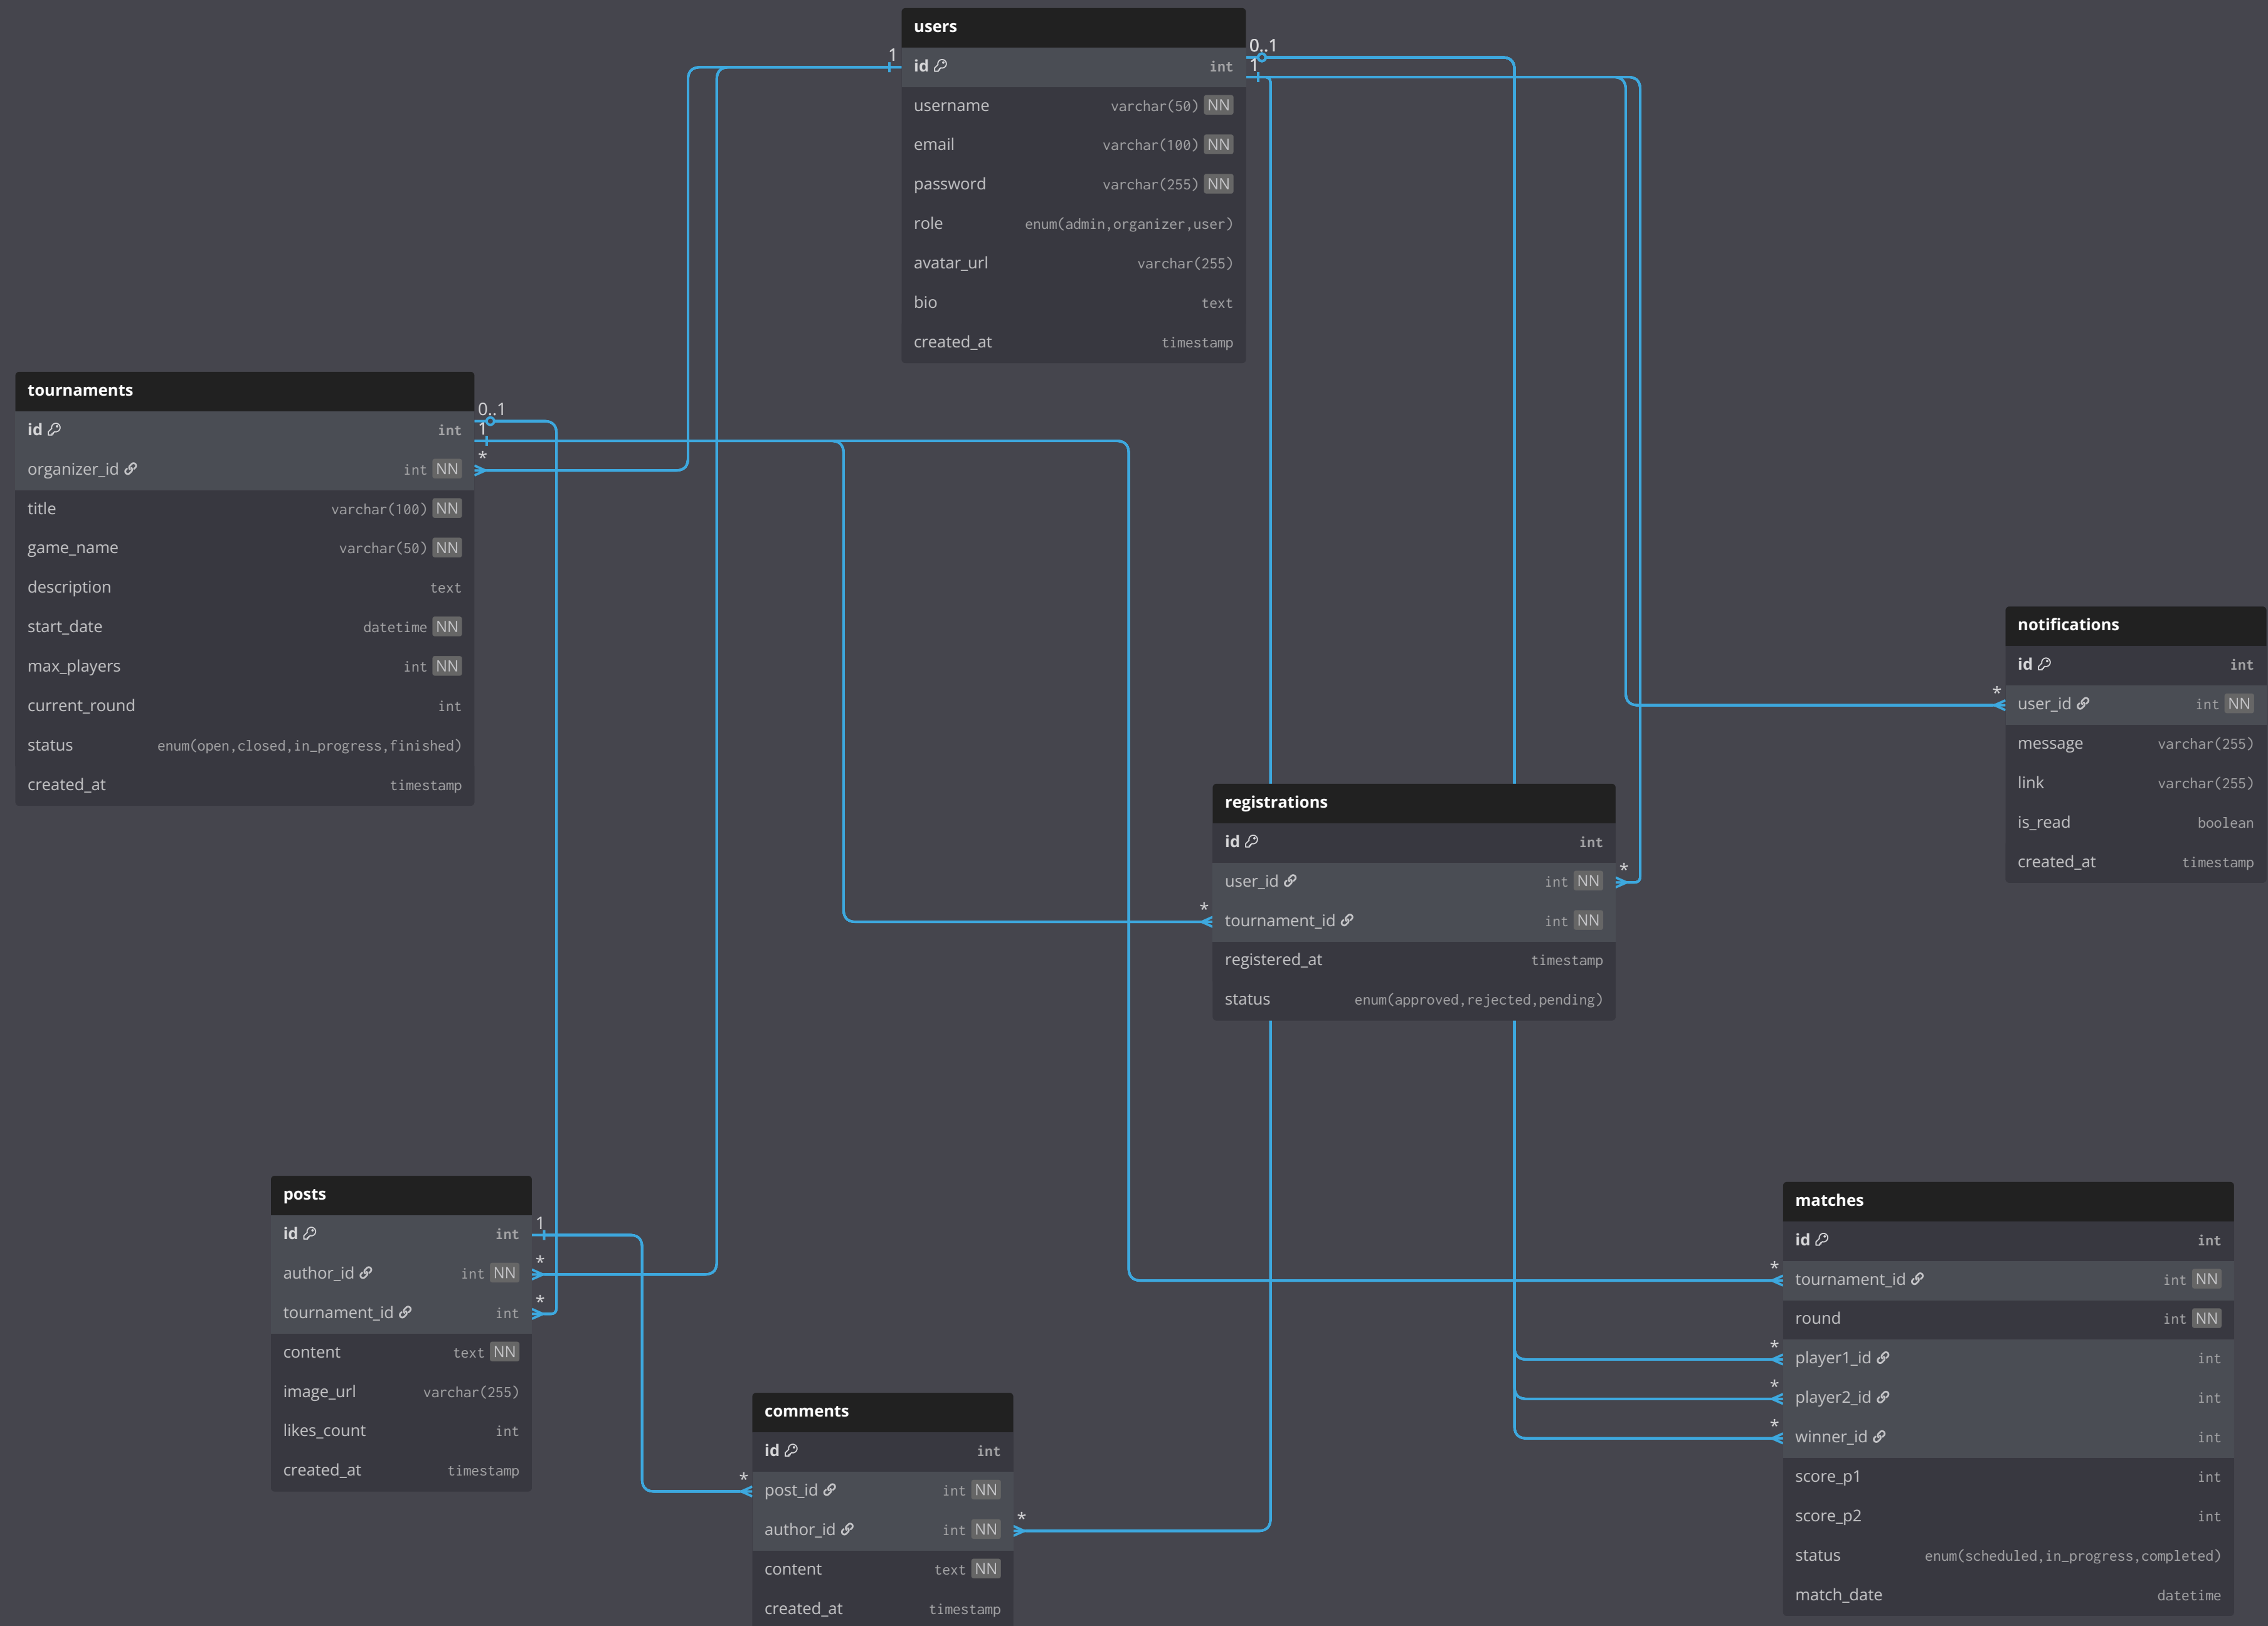 users
1
0..1
id int
1
username varchar(50) NN
email varchar(100) NN
password varchar(255) NN
role enum(admin,organizer,user)
avatar_url varchar(255)
bio text
created_at timestamp
tournaments
0..1
id int
1
*
organizer_id int NN
title varchar(100) NN
game_name varchar(50) NN
description text
start_date datetime NN
max_players int NN
current_round int
status enum(open,closed,in_progress,finished)
created_at timestamp
notifications
id int
*
user_id int NN
message varchar(255)
link varchar(255)
is_read boolean
created_at timestamp
registrations
id int
*
user_id int NN
*
tournament_id int NN
registered_at timestamp
status enum(approved,rejected,pending)
posts
1
id int
*
author_id int NN
*
tournament_id int
content text NN
image_url varchar(255)
likes_count int
created_at timestamp
matches
id int
*
tournament_id int NN
round int NN
*
player1_id int
*
player2_id int
*
winner_id int
score_p1 int
score_p2 int
status enum(scheduled,in_progress,completed)
match_date datetime
comments
id int
*
post_id int NN
*
author_id int NN
content text NN
created_at timestamp